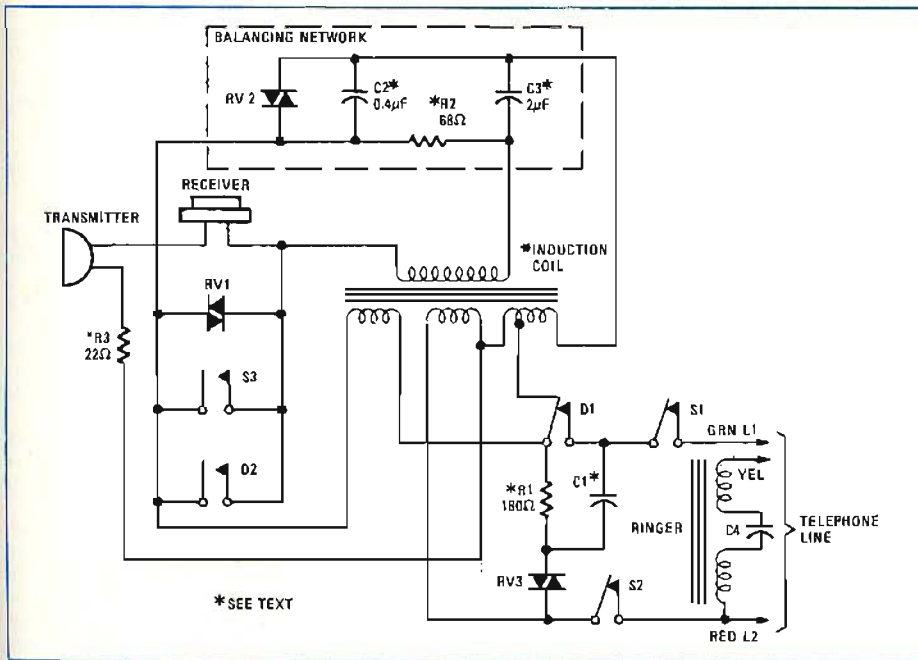 BALANCING NETWORK
RV 2
C2*
0.4µF
*R2
68Ω
C3*
2µF
RECEIVER
TRANSMITTER
*INDUCTION
COIL
RV1
*R3
22Ω
S3
D1
S1
GRN L1
YEL
D2
*R1
180Ω
C1*
RINGER
C4
TELEPHONE
LINE
RV3
S2
*SEE TEXT
RED L2